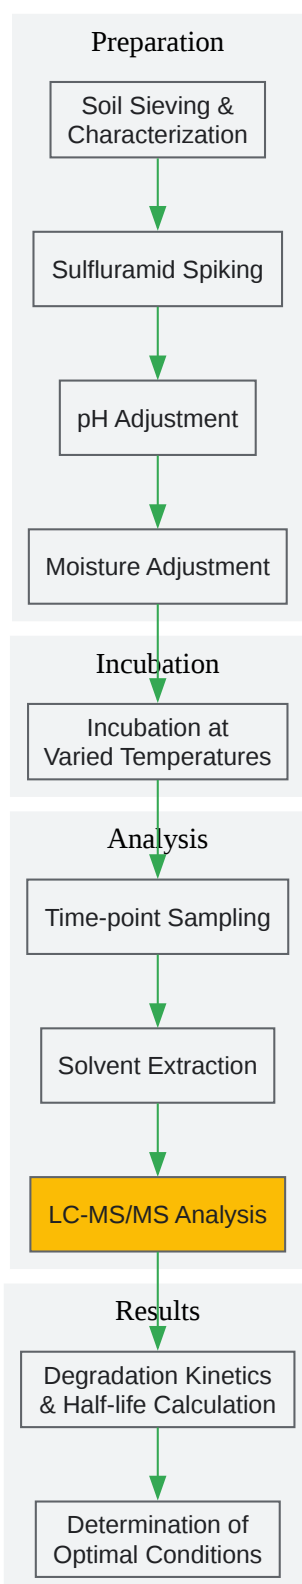 Preparation
Soil Sieving &
Characterization
Sulfluramid Spiking
pH Adjustment
Moisture Adjustment
Incubation
Incubation at
Varied Temperatures
Analysis
Time-point Sampling
Solvent Extraction
LC-MS/MS Analysis
Results
Degradation Kinetics
& Half-life Calculation
Determination of
Optimal Conditions